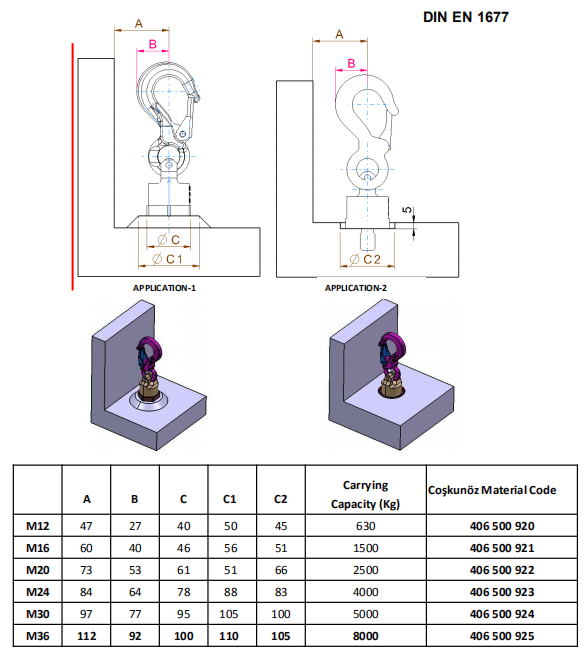 DIN EN 1677
A
B
A
B
5
Ø C
Ø C1
Ø C2
APPLICATION-1
APPLICATION-2
A B C C1 C2 Carrying Capacity (Kg) Coşkunöz Material Code
M12 47 27 40 50 45 630 406 500 920
M16 60 40 46 56 51 1500 406 500 921
M20 73 53 61 51 66 2500 406 500 922
M24 84 64 78 88 83 4000 406 500 923
M30 97 77 95 105 100 5000 406 500 924
M36 112 92 100 110 105 8000 406 500 925